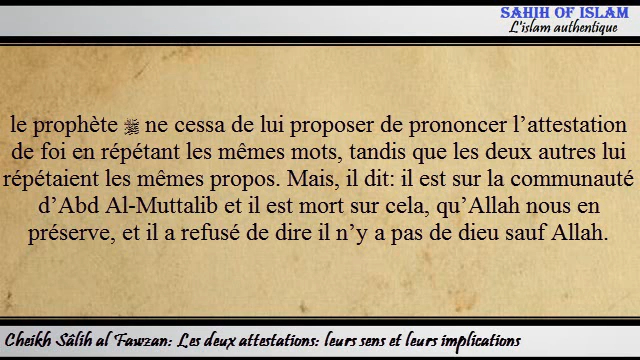 SAHIH OF ISLAM
L'islam authentique
le prophète ﷺ ne cessa de lui proposer de prononcer l’attestation
de foi en répétant les mêmes mots, tandis que les deux autres lui
répétaient les mêmes propos. Mais, il dit: il est sur la communauté
d’Abd Al-Muttalib et il est mort sur cela, qu’Allah nous en
préserve, et il a refusé de dire il n’y a pas de dieu sauf Allah.
Cheikh Sâlih al Fawzan: Les deux attestations: leurs sens et leurs implications